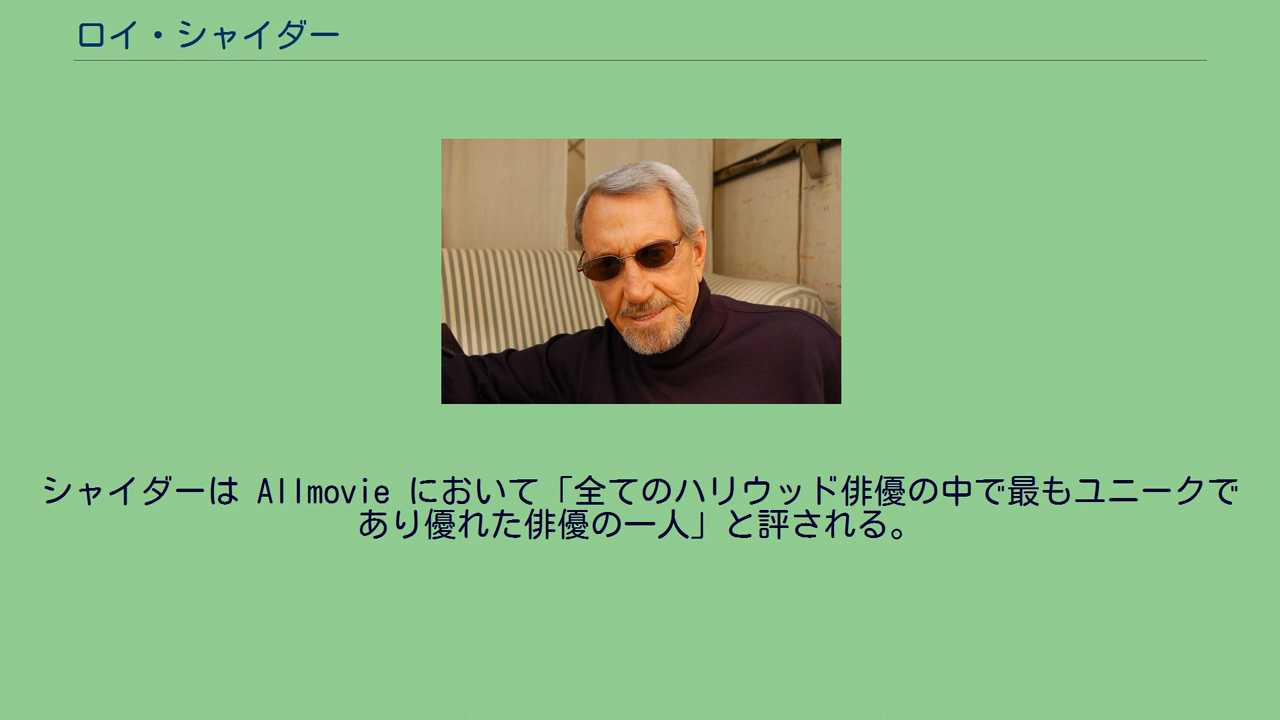 ロイ・シャイダー
シャイダーは Allmovie において「全てのハリウッド俳優の中で最もユニークで
あり優れた俳優の一人」と評される。